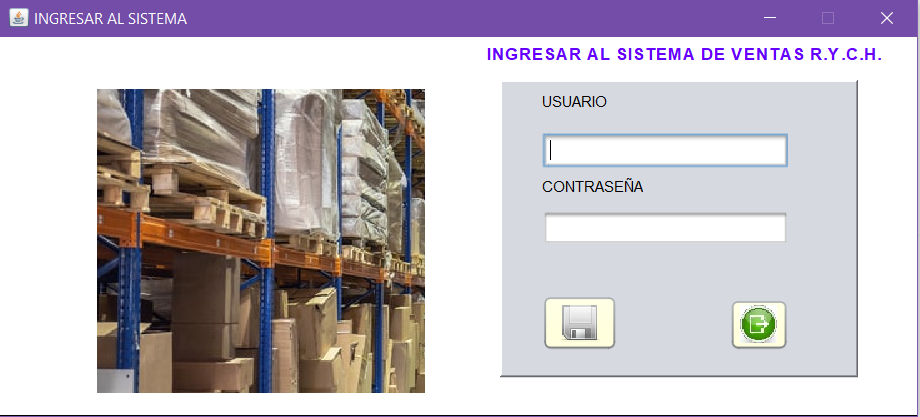 INGRESAR AL SISTEMA
INGRESAR AL SISTEMA DE VENTAS R.Y.C.H.
USUARIO
CONTRASEÑA